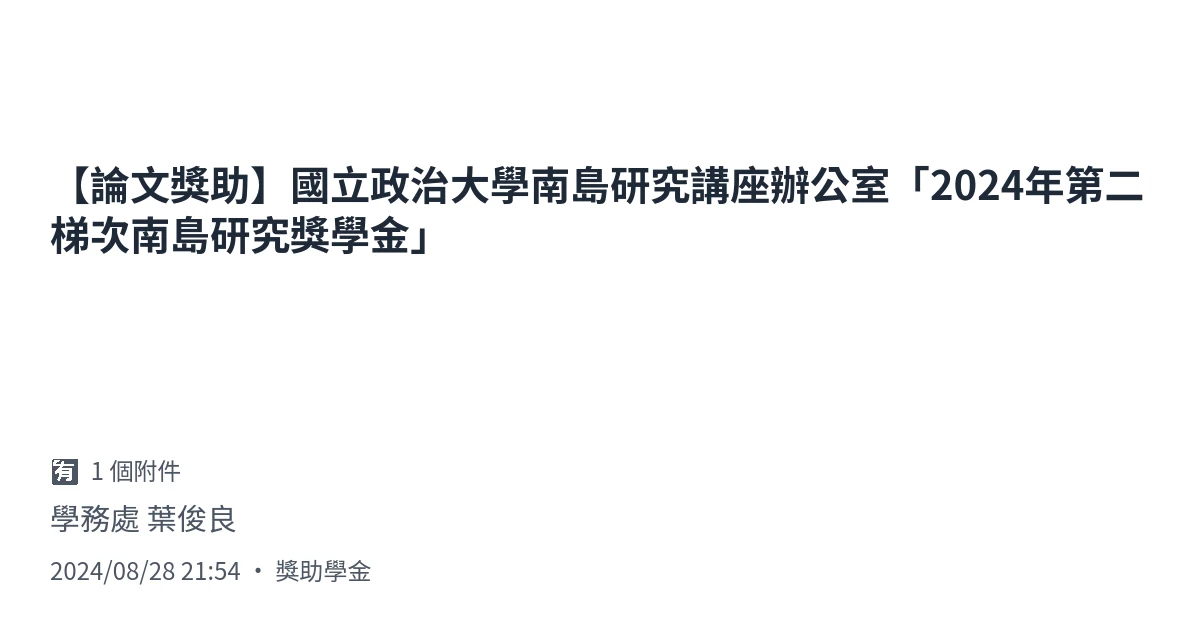 【論文獎助】國立政治大學南島研究講座辦公室「2024年第二
梯次南島研究獎學金」
有 1 個附件
學務處 葉俊良
2024/08/28 21:54 · 獎助學金